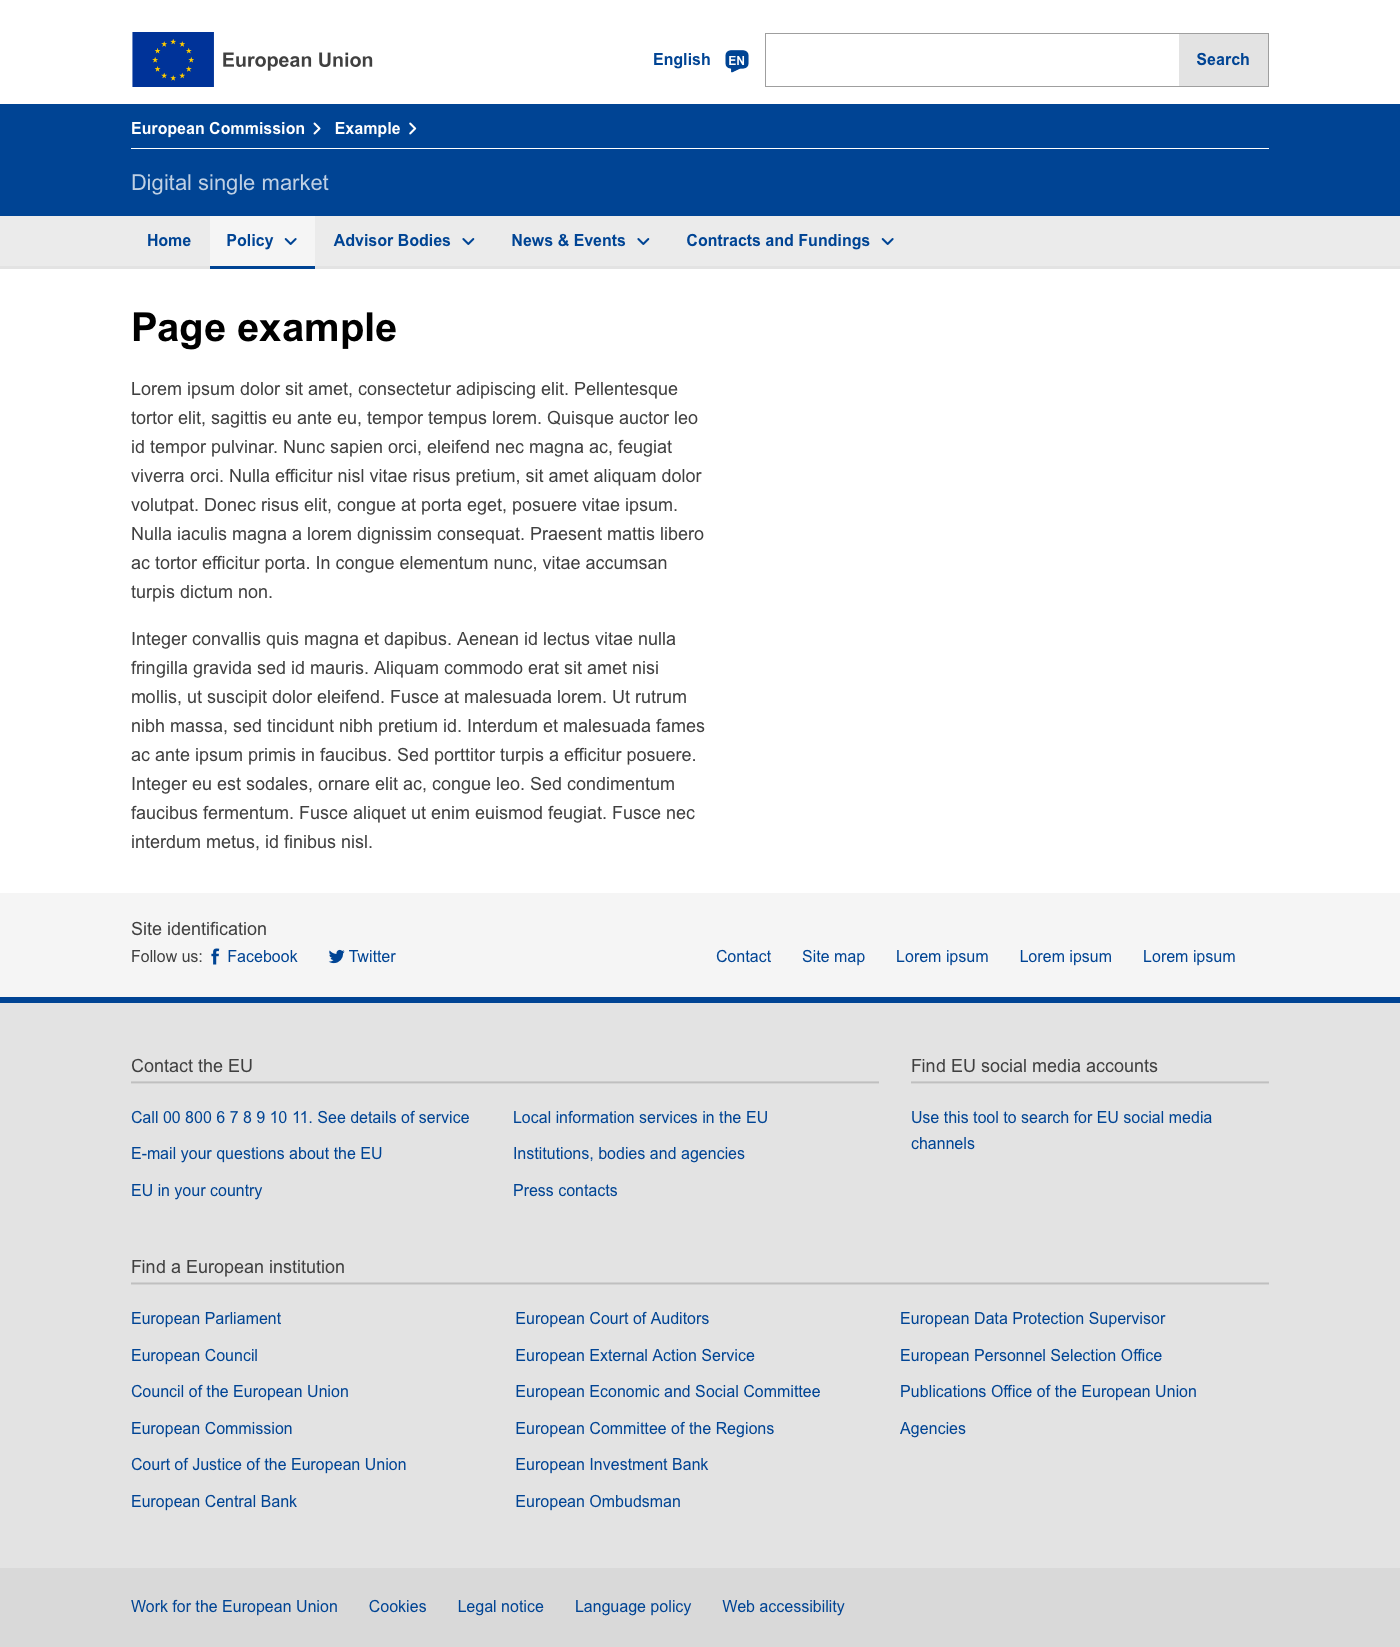 European Union
English EN Search
European Commission Example
Digital single market
Home Policy Advisor Bodies News & Events Contracts and Fundings
Page example
Lorem ipsum dolor sit amet, consectetur adipiscing elit. Pellentesque
tortor elit, sagittis eu ante eu, tempor tempus lorem. Quisque auctor leo
id tempor pulvinar. Nunc sapien orci, eleifend nec magna ac, feugiat
viverra orci. Nulla efficitur nisl vitae risus pretium, sit amet aliquam dolor
volutpat. Donec risus elit, congue at porta eget, posuere vitae ipsum.
Nulla iaculis magna a lorem dignissim consequat. Praesent mattis libero
ac tortor efficitur porta. In congue elementum nunc, vitae accumsan
turpis dictum non.
Integer convallis quis magna et dapibus. Aenean id lectus vitae nulla
fringilla gravida sed id mauris. Aliquam commodo erat sit amet nisi
mollis, ut suscipit dolor eleifend. Fusce at malesuada lorem. Ut rutrum
nibh massa, sed tincidunt nibh pretium id. Interdum et malesuada fames
ac ante ipsum primis in faucibus. Sed porttitor turpis a efficitur posuere.
Integer eu est sodales, ornare elit ac, congue leo. Sed condimentum
faucibus fermentum. Fusce aliquet ut enim euismod feugiat. Fusce nec
interdum metus, id finibus nisl.
Site identification
Follow us: Facebook Twitter Contact Site map Lorem ipsum Lorem ipsum Lorem ipsum
Contact the EU
Call 00 800 6 7 8 9 10 11. See details of service
E-mail your questions about the EU
EU in your country
Local information services in the EU
Institutions, bodies and agencies
Press contacts
Find EU social media accounts
Use this tool to search for EU social media
channels
Find a European institution
European Parliament
European Council
Council of the European Union
European Commission
Court of Justice of the European Union
European Central Bank
European Court of Auditors
European External Action Service
European Economic and Social Committee
European Committee of the Regions
European Investment Bank
European Ombudsman
European Data Protection Supervisor
European Personnel Selection Office
Publications Office of the European Union
Agencies
Work for the European Union Cookies Legal notice Language policy Web accessibility